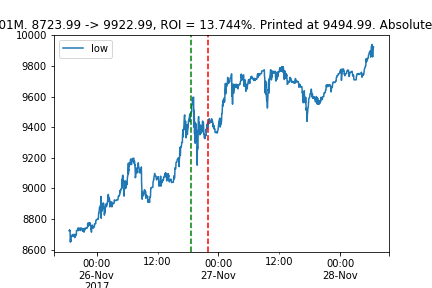 01M. 8723.99 -> 9922.99, ROI = 13.744%. Printed at 9494.99. Absolute
10000
low
9800
9600
9400
9200
9000
8800
8600
00:00 12:00 00:00 12:00 00:00
26-Nov 27-Nov 28-Nov
2017